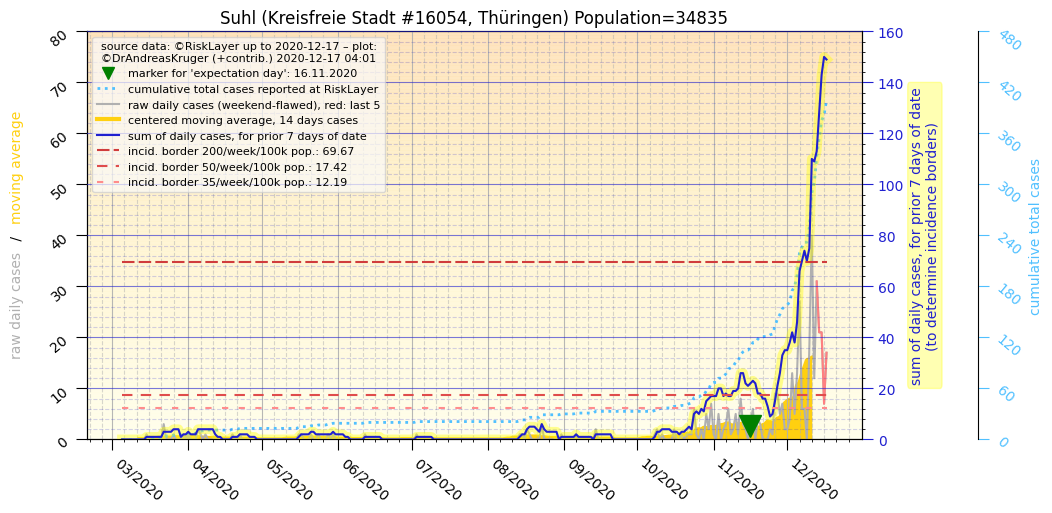 Suhl (Kreisfreie Stadt #16054, Thüringen) Population=34835
source data: ©RiskLayer up to 2020-12-17 – plot:
©DrAndreasKruger (+contrib.) 2020-12-17 04:01
marker for 'expectation day': 16.11.2020
cumulative total cases reported at RiskLayer
raw daily cases (weekend-flawed), red: last 5
centered moving average, 14 days cases
sum of daily cases, for prior 7 days of date
incid. border 200/week/100k pop.: 69.67
incid. border 50/week/100k pop.: 17.42
incid. border 35/week/100k pop.: 12.19
raw daily cases / moving average
80
70
60
50
40
30
20
10
0
03/2020
04/2020
05/2020
06/2020
07/2020
08/2020
09/2020
10/2020
11/2020
12/2020
160
140
120
100
80
60
40
20
0
sum of daily cases, for prior 7 days of date
(to determine incidence borders)
480
420
360
300
240
180
120
60
0
cumulative total cases